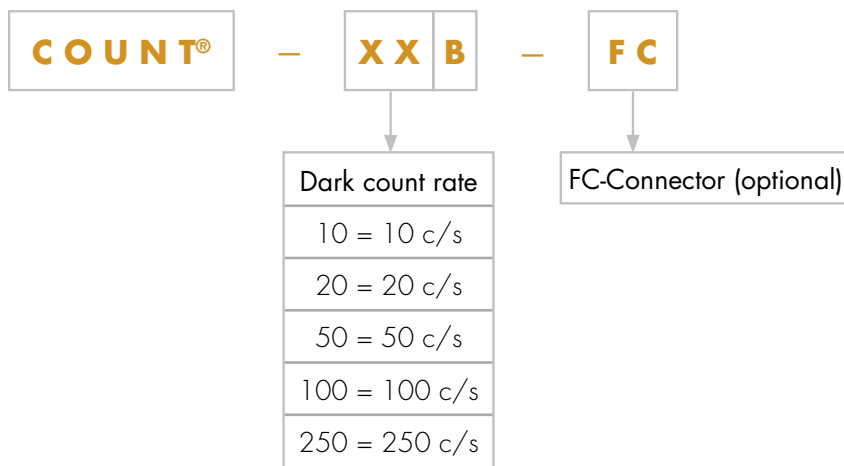 COUNT® – XX B – FC
Dark count rate
FC-Connector (optional)
10 = 10 c/s
20 = 20 c/s
50 = 50 c/s
100 = 100 c/s
250 = 250 c/s